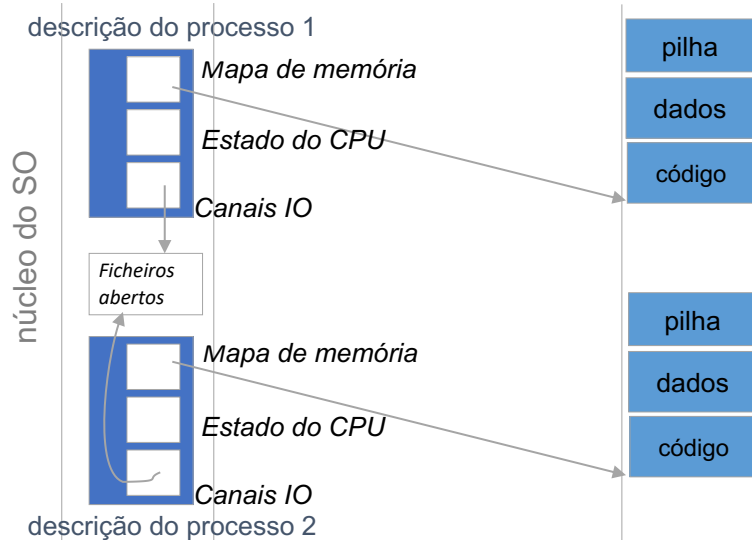 descrição do processo 1
Mapa de memória
Estado do CPU
Canais IO
núcleo do SO
Ficheiros
abertos
Mapa de memória
Estado do CPU
Canais IO
descrição do processo 2
pilha
dados
código
pilha
dados
código